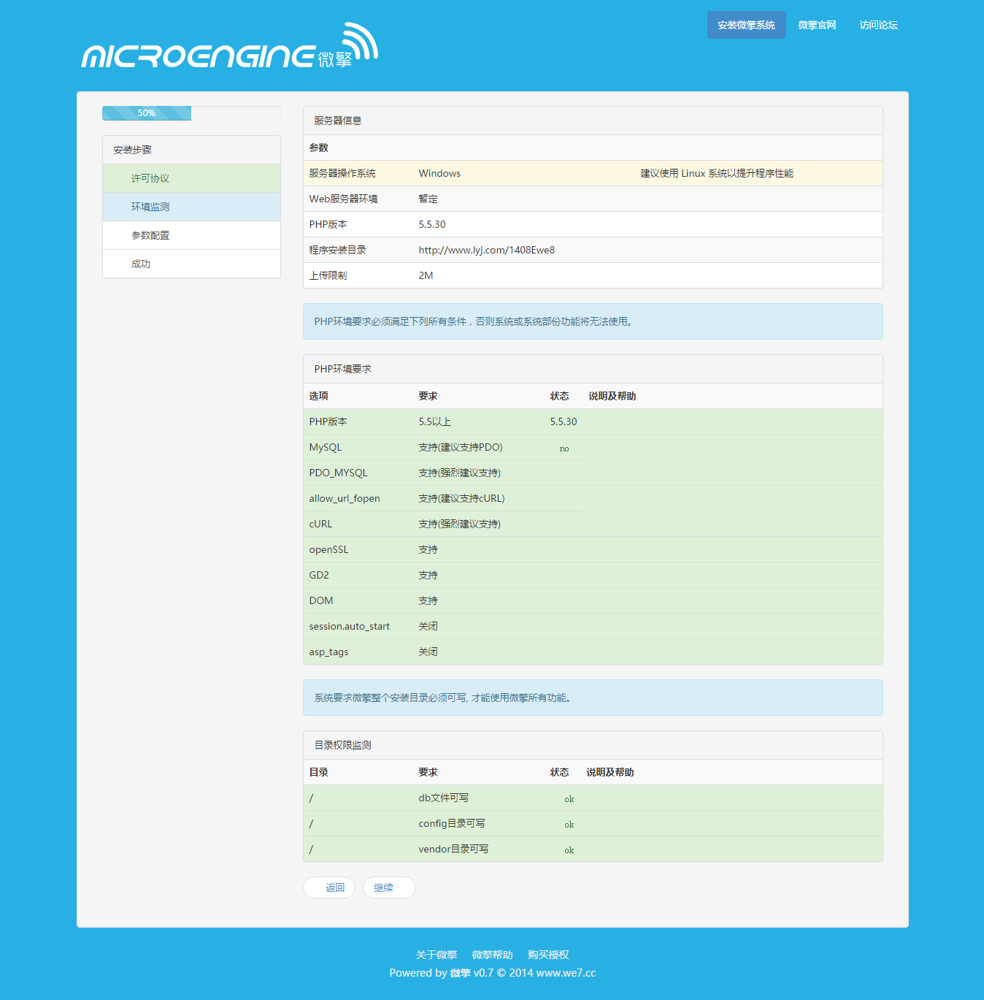 安装微擎系统 微擎官网 访问论坛
MICROENGINE微擎
50%
安装步骤
许可协议
环境监测
参数配置
成功
服务器信息
参数
服务器操作系统 Windows 建议使用 Linux 系统以提升程序性能
Web服务器环境 暂定
PHP版本 5.5.30
程序安装目录 http://www.lyj.com/1408Ewe8
上传限制 2M
PHP环境要求必须满足下列所有条件，否则系统或系统部份功能将无法使用。
PHP环境要求
选项 要求 状态 说明及帮助
PHP版本 5.5以上 5.5.30
MySQL 支持(建议支持PDO) no
PDO_MYSQL 支持(强烈建议支持)
allow_url_fopen 支持(建议支持cURL)
cURL 支持(强烈建议支持)
openSSL 支持
GD2 支持
DOM 支持
session.auto_start 关闭
asp_tags 关闭
系统要求微擎整个安装目录必须可写, 才能使用微擎所有功能。
目录权限监测
目录 要求 状态 说明及帮助
/ db文件可写 ok
/ config目录可写 ok
/ vendor目录可写 ok
返回 继续
关于微擎 微擎帮助 购买授权
Powered by 微擎 v0.7 © 2014 www.we7.cc